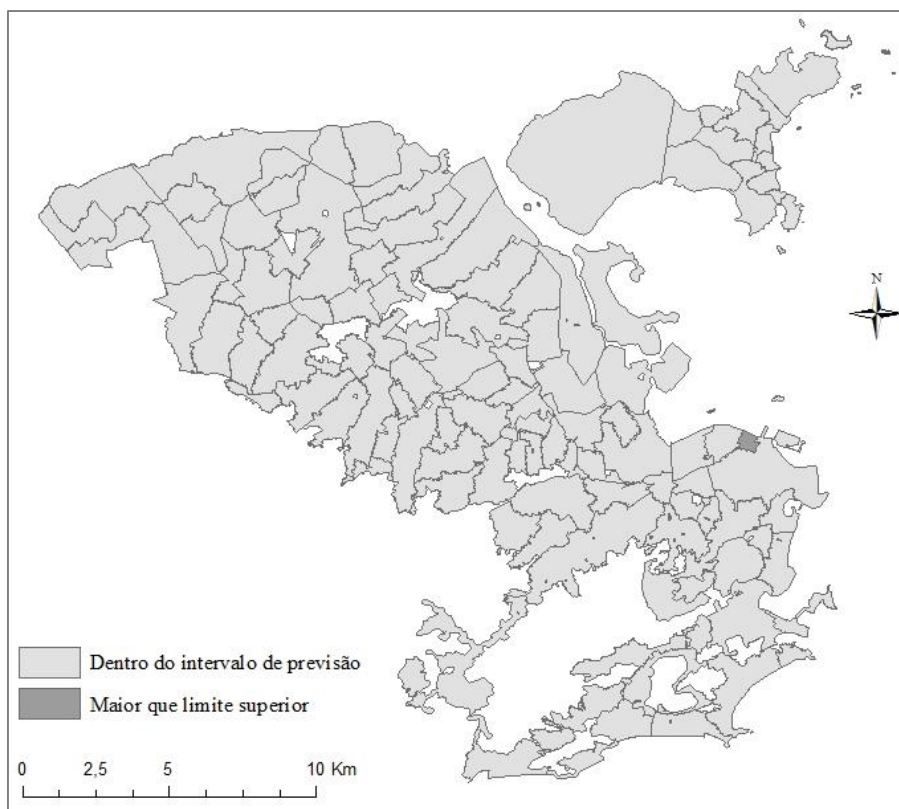 N
Dentro do intervalo de previsão
Maior que limite superior
0 2,5 5 10 Km